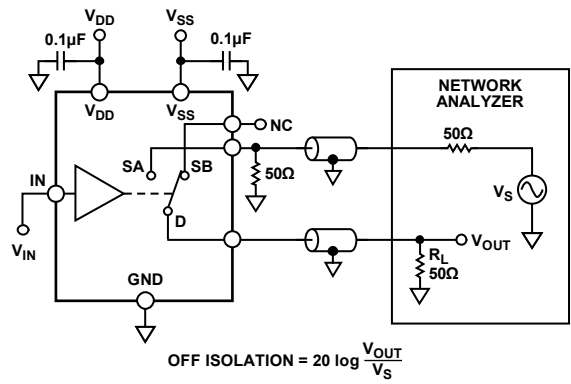 VDD
VSS
0.1µF
0.1µF
VDD
VSS
NC
NETWORK
ANALYZER
SA
SB
50Ω
50Ω
IN
VS
D
VOUT
VIN
RL
50Ω
GND
OFF ISOLATION = 20 log VOUT
VS